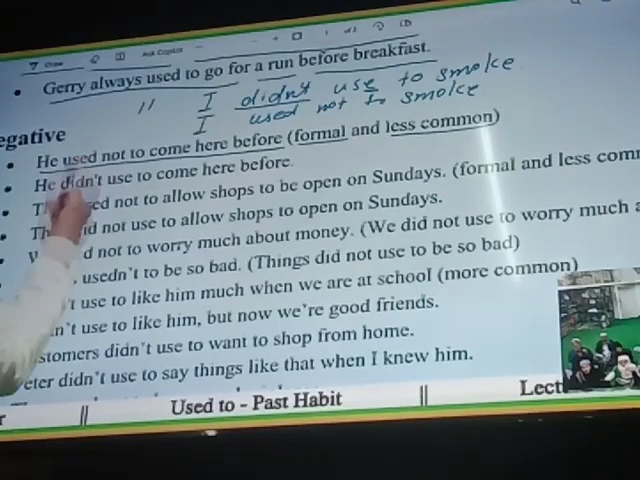 Draw Ask Copilot
Gerry always used to go for a run before breakfast.
" I didn't use to smoke
I used not to smoke
egative
He used not to come here before (formal and less common)
He didn't use to come here before.
ed not to allow shops to be open on Sundays. (formal and less com
id not use to allow shops to open on Sundays.
d not to worry much about money. (We did not use to worry much a
usedn't to be so bad. (Things did not use to be so bad)
't use to like him much when we are at school (more common)
n't use to like him, but now we're good friends.
stomers didn't use to want to shop from home.
eter didn't use to say things like that when I knew him.
r || Used to - Past Habit || Lect